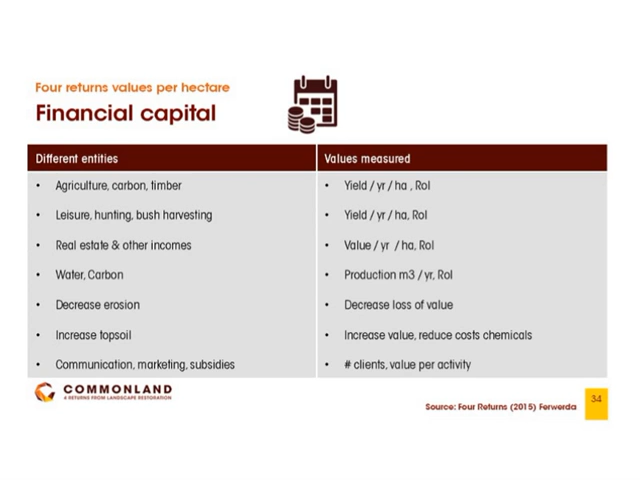 Four returns values per hectare
Financial capital
Different entities
Values measured
• Agriculture, carbon, timber
• Yield / yr / ha , RoI
• Leisure, hunting, bush harvesting
• Yield / yr / ha, RoI
• Real estate & other incomes
• Value / yr / ha, RoI
• Water, Carbon
• Production m3 / yr, RoI
• Decrease erosion
• Decrease loss of value
• Increase topsoil
• Increase value, reduce costs chemicals
• Communication, marketing, subsidies
• # clients, value per activity
COMMONLAND
4 RETURNS FROM LANDSCAPE RESTORATION
Source: Four Returns (2015) Ferwerda
34